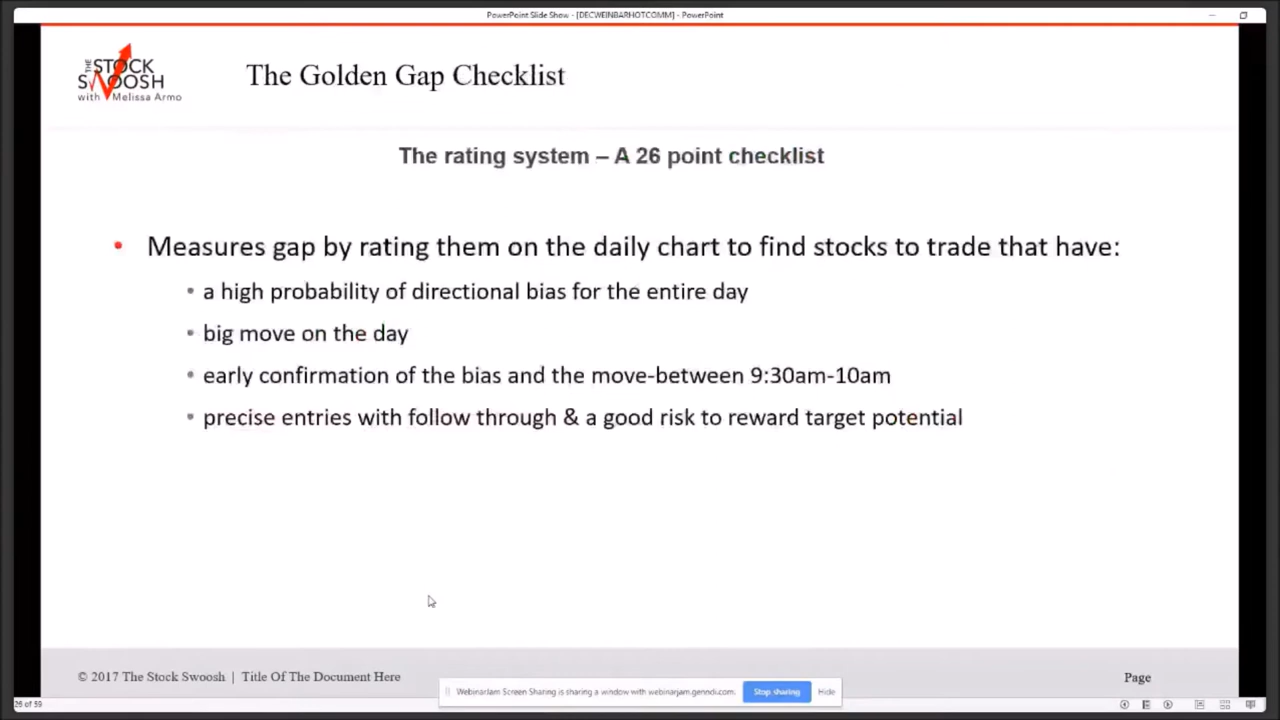 PowerPoint Slide Show - [DECWEINBARHOTCOMM] - PowerPoint
THE STOCK
SWOOSH
with Melissa Armo
The Golden Gap Checklist
The rating system – A 26 point checklist
• Measures gap by rating them on the daily chart to find stocks to trade that have:
• a high probability of directional bias for the entire day
• big move on the day
• early confirmation of the bias and the move-between 9:30am-10am
• precise entries with follow through & a good risk to reward target potential
© 2017 The Stock Swoosh | Title Of The Document Here
Page
WebinarJam Screen Sharing is sharing a window with webinarjam.genndi.com. Stop sharing Hide
26 of 59